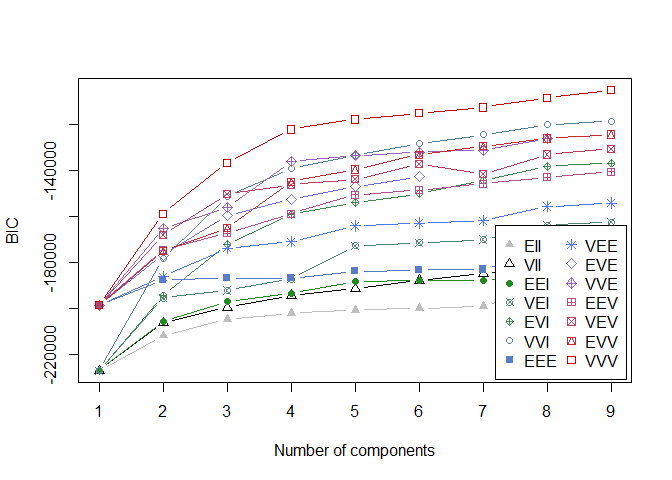 BIC
-140000
-180000
-220000
1 2 3 4 5 6 7 8 9
Number of components
EII VEE
VII EVE
EEI VVE
VEI EEV
EVI VEV
VVI EVV
EEE VVV